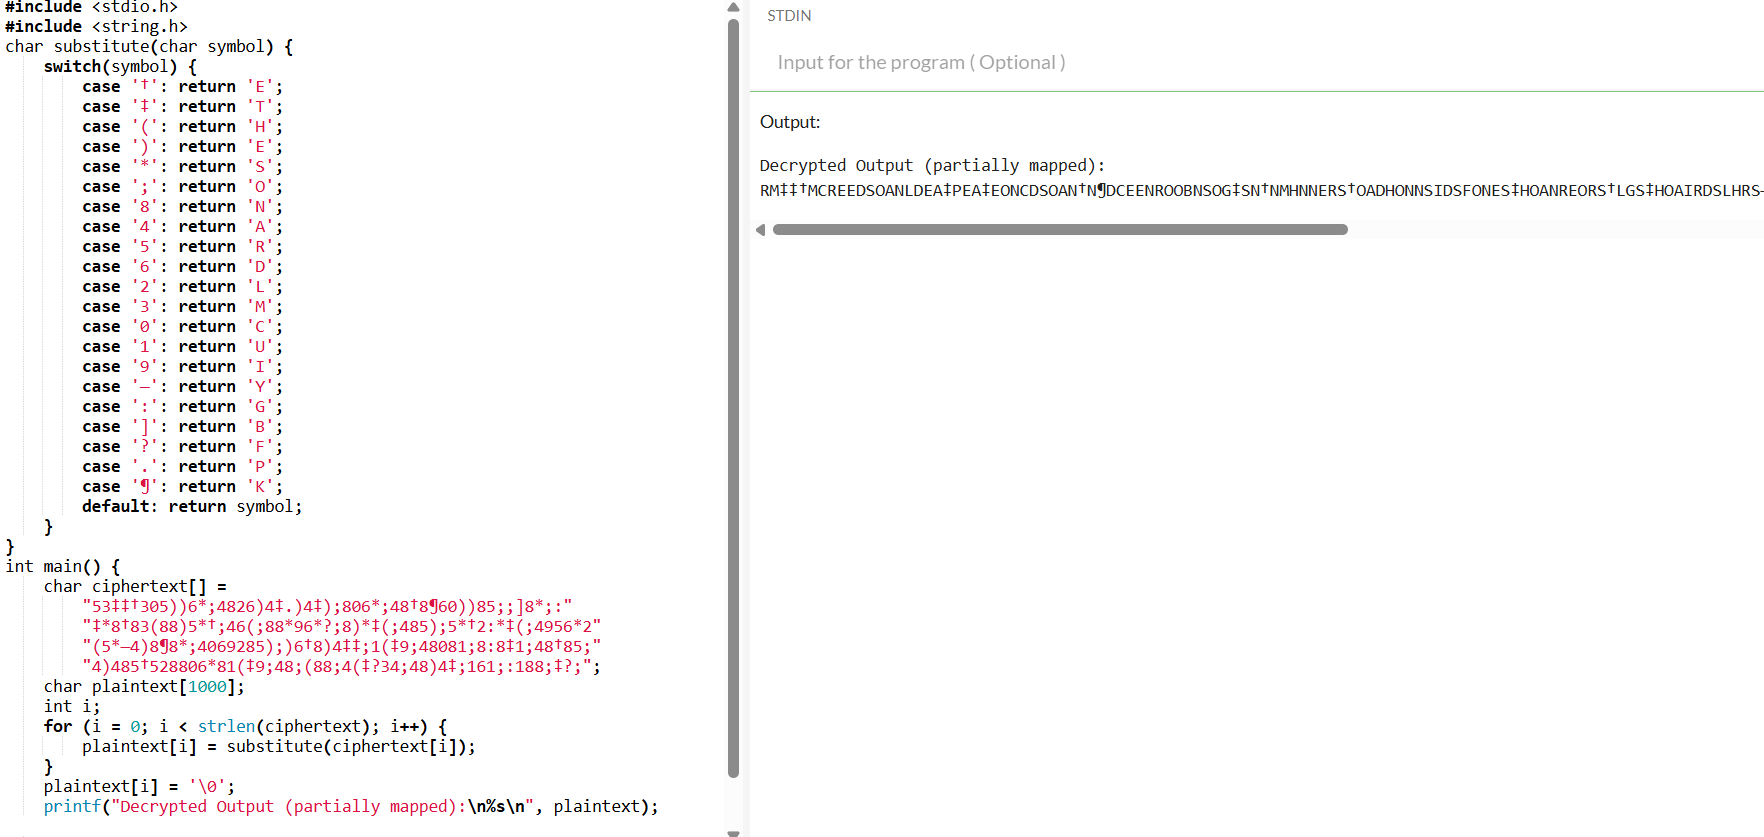 #include <stdio.h>
#include <string.h>
char substitute(char symbol) {
    switch(symbol) {
        case '†': return 'E';
        case '‡': return 'T';
        case '(': return 'H';
        case ')': return 'E';
        case '*': return 'S';
        case ';': return 'O';
        case '8': return 'N';
        case '4': return 'A';
        case '5': return 'R';
        case '6': return 'D';
        case '2': return 'L';
        case '3': return 'M';
        case '0': return 'C';
        case '1': return 'U';
        case '9': return 'I';
        case '—': return 'Y';
        case ':': return 'G';
        case ']': return 'B';
        case '?': return 'F';
        case '.': return 'P';
        case '¶': return 'K';
        default: return symbol;
    }
}
int main() {
    char ciphertext[] =
        "53‡‡†305))6*;4826)4‡.)4‡);806*;48†8¶60))85;;]8*;:"
        "‡*8†83(88)5*†;46(;88*96*?;8)*‡(;485);5*†2:*‡(;4956*2"
        "(5*—4)8¶8*;4069285);)6†8)4‡‡;1(‡9;48081;8:8‡1;48†85;"
        "4)485†528806*81(‡9;48;(88;4(‡?34;48)4‡;161;:188;‡?;";
    char plaintext[1000];
    int i;
    for (i = 0; i < strlen(ciphertext); i++) {
        plaintext[i] = substitute(ciphertext[i]);
    }
    plaintext[i] = '\0';
    printf("Decrypted Output (partially mapped):\n%s\n", plaintext);
STDIN
Input for the program ( Optional )
Output:
Decrypted Output (partially mapped):
RM‡‡†MCREEDSOANLDEA‡PEA‡EONCDSOAN†N¶DCEENROOBNSOG‡SN†NMHNNERS†OADHONNSIDSFONES‡HOANREORS†LGS‡HOAIRDSLHRS—